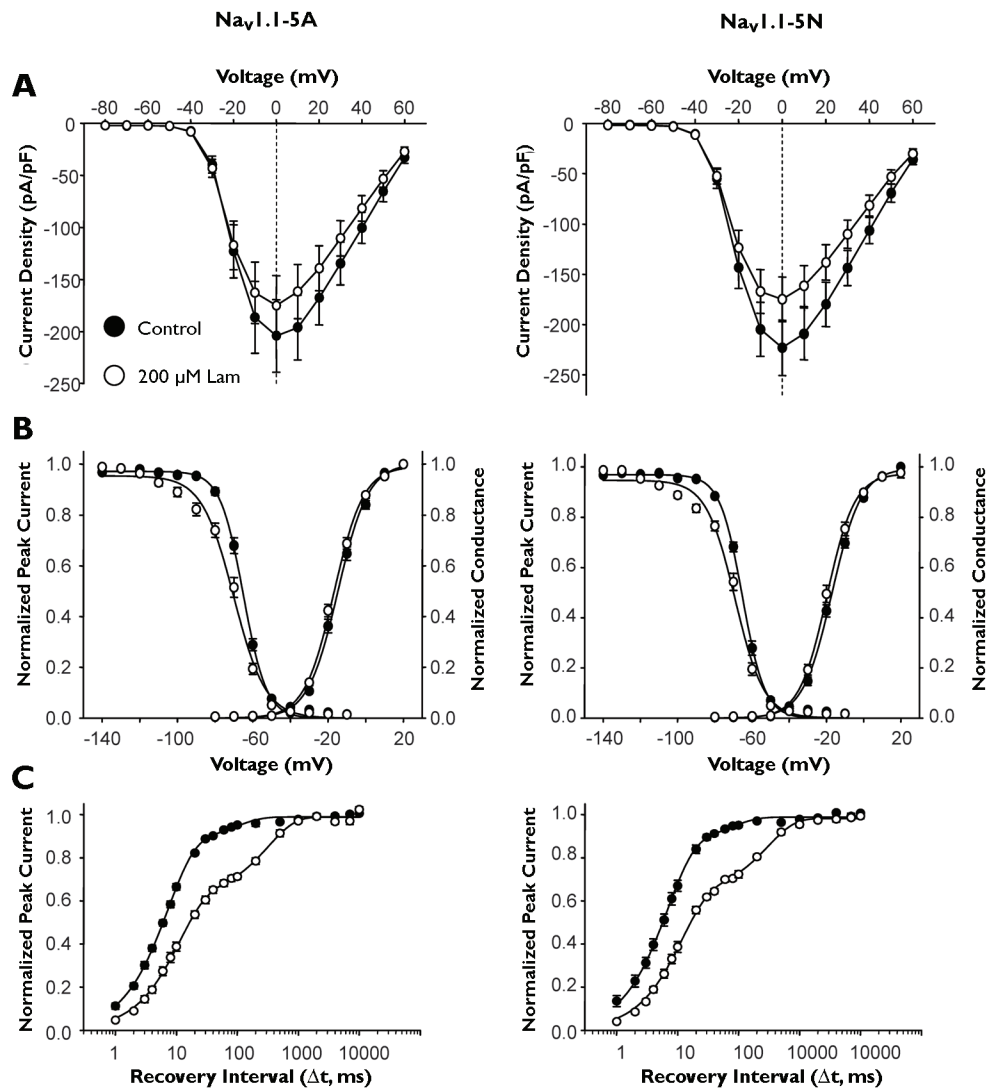 Nav1.1-5A
Nav1.1-5N
A
Voltage (mV)
Voltage (mV)
-80 -60 -40 -20 0 20 40 60
-80 -60 -40 -20 0 20 40 60
Current Density (pA/pF)
0
-50
-100
-150
-200
-250
Control
200 µM Lam
Current Density (pA/pF)
0
-50
-100
-150
-200
-250
B
Normalized Peak Current
1.0
0.8
0.6
0.4
0.2
0.0
1.0
0.8
0.6
0.4
0.2
0.0
Normalized Conductance
-140 -100 -60 -20 20
Voltage (mV)
Normalized Peak Current
1.0
0.8
0.6
0.4
0.2
0.0
1.0
0.8
0.6
0.4
0.2
0.0
Normalized Conductance
-140 -100 -60 -20 20
Voltage (mV)
C
Normalized Peak Current
1.0
0.8
0.6
0.4
0.2
0.0
1 10 100 1000 10000
Recovery Interval (Δt, ms)
Normalized Peak Current
1.0
0.8
0.6
0.4
0.2
0.0
1 10 100 1000 10000
Recovery Interval (Δt, ms)